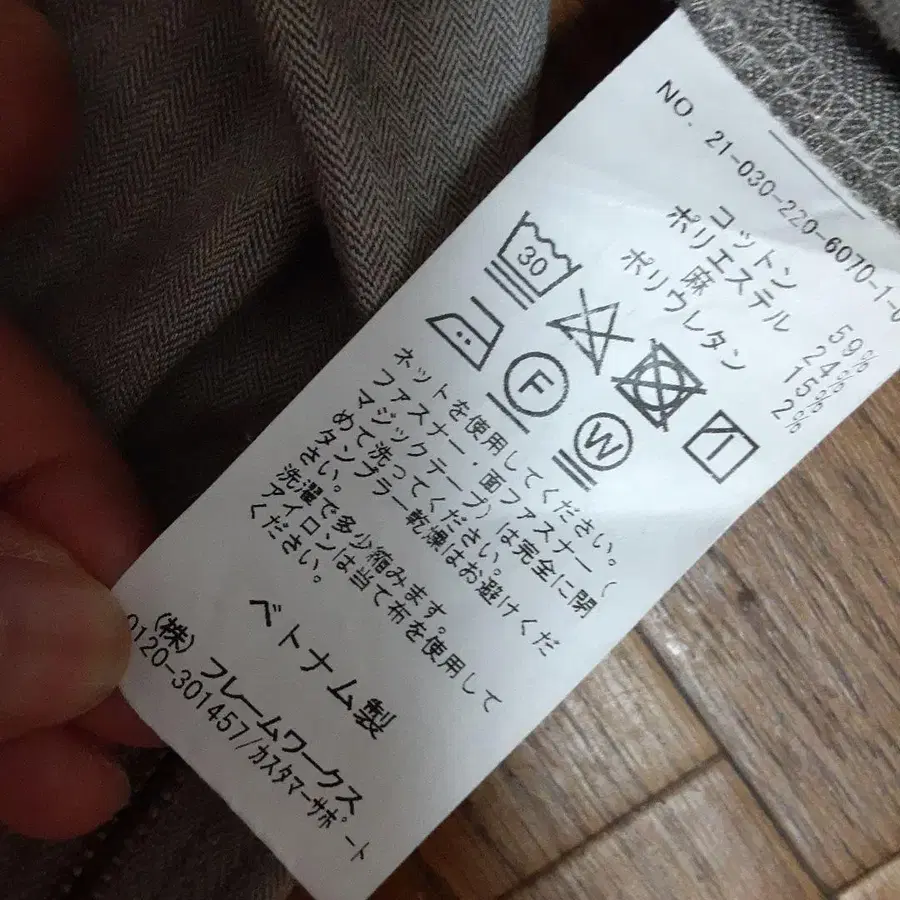 NO. 21-030-220-6070-1-0
コットン 59%
ポリエステル 24%
麻 15%
ポリウレタン 2%
30
F
W
ネットを使用してください。
ファスナー・面ファスナー(
マジックテープ)は完全に閉
めて洗ってください。
タンブラー乾燥はお避けくだ
さい。
洗濯で多少縮みます。
アイロンは当て布を使用して
ください。
ベトナム製
(株)フレームワークス
0120-301457/カスタマーサポート